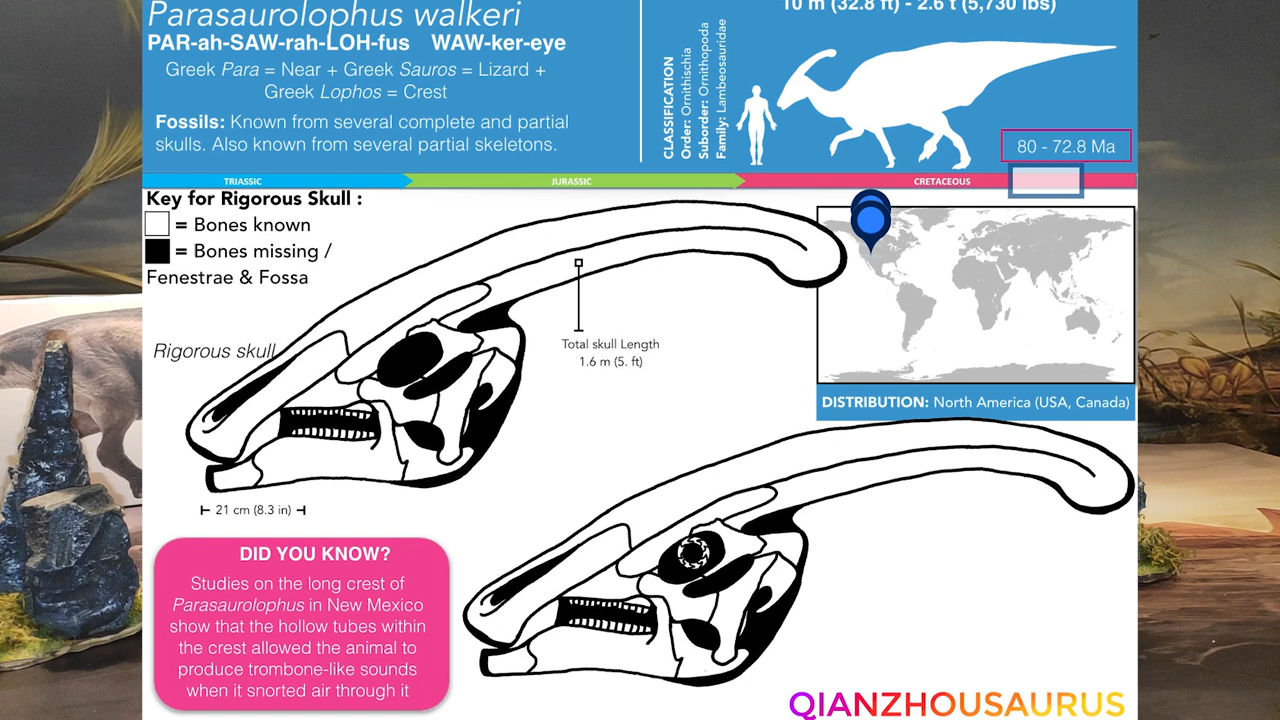 Parasaurolophus walkeri
PAR-ah-SAW-rah-LOH-fus WAW-ker-eye
Greek Para = Near + Greek Sauros = Lizard +
Greek Lophos = Crest
Fossils: Known from several complete and partial
skulls. Also known from several partial skeletons.
10 m (32.8 ft) - 2.6 t (5,730 lbs)
CLASSIFICATION
Order: Ornithischia
Suborder: Ornithopoda
Family: Lambeosauridae
80 - 72.8 Ma
TRIASSIC
JURASSIC
CRETACEOUS
Key for Rigorous Skull :
= Bones known
= Bones missing /
Fenestrae & Fossa
Rigorous skull
Total skull Length
1.6 m (5. ft)
DISTRIBUTION: North America (USA, Canada)
21 cm (8.3 in)
DID YOU KNOW?
Studies on the long crest of
Parasaurolophus in New Mexico
show that the hollow tubes within
the crest allowed the animal to
produce trombone-like sounds
when it snorted air through it
QIANZHOUSAURUS